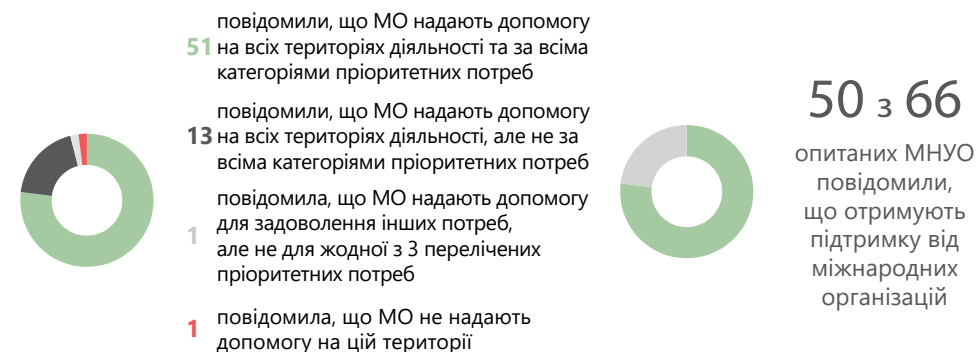 повідомили, що МО надають допомогу
51 на всіх територіях діяльності та за всіма
категоріями пріоритетних потреб
повідомили, що МО надають допомогу
13 на всіх територіях діяльності, але не за
всіма категоріями пріоритетних потреб
повідомила, що МО надають допомогу
1 для задоволення інших потреб,
але не для жодної з 3 перелічених
пріоритетних потреб
1 повідомила, що МО не надають
допомогу на цій території
50 з 66
опитаних МНУО
повідомили,
що отримують
підтримку від
міжнародних
організацій